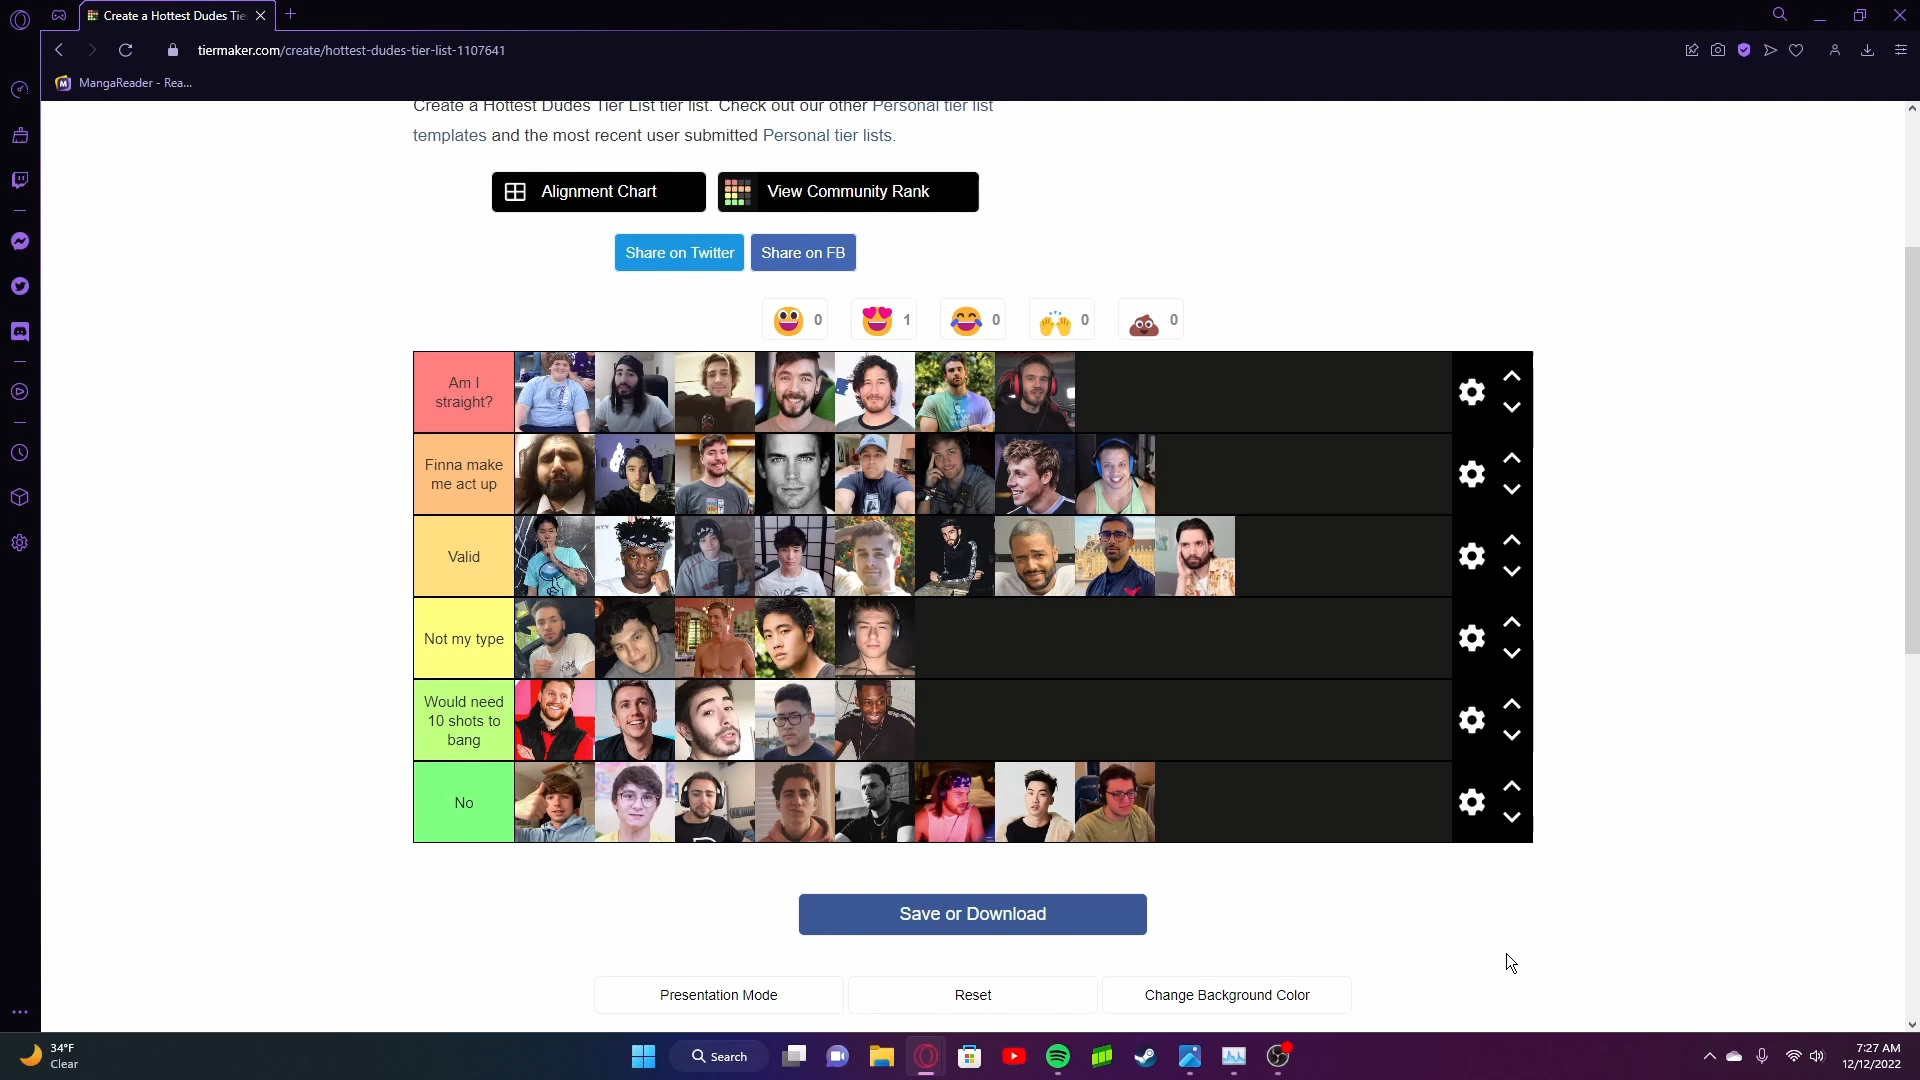 Create a Hottest Dudes Tie
tiermaker.com/create/hottest-dudes-tier-list-1107641
MangaReader - Rea...
Create a Hottest Dudes Tier List tier list. Check out our other Personal tier list
templates and the most recent user submitted Personal tier lists.
Alignment Chart
View Community Rank
Share on Twitter
Share on FB
0
1
0
0
0
Am I
straight?
Finna make
me act up
Valid
Not my type
Would need
10 shots to
bang
No
Save or Download
Presentation Mode
Reset
Change Background Color
34°F
Clear
Search
7:27 AM
12/12/2022